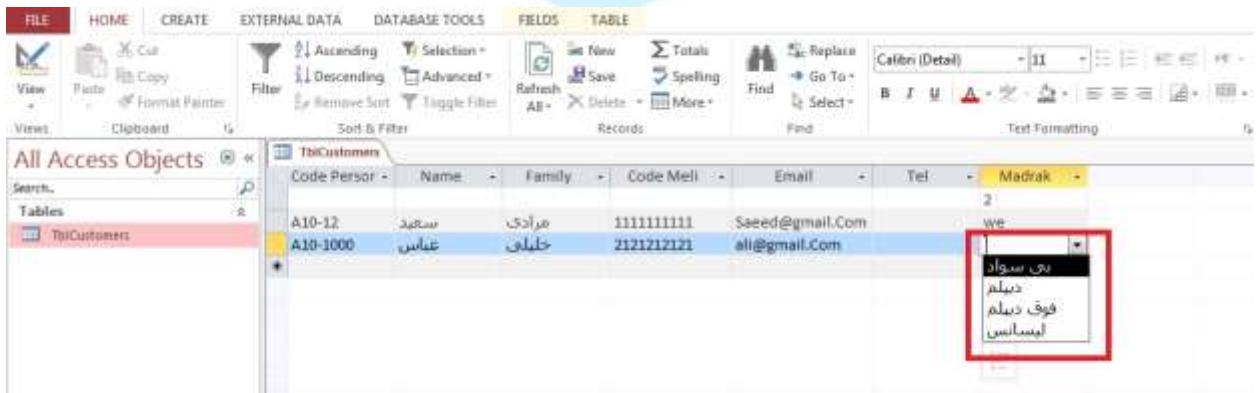 FILE HOME CREATE EXTERNAL DATA DATABASE TOOLS FIELDS TABLE
View
Views
Paste
Cut
Copy
Format Painter
Clipboard
Filter
Ascending
Descending
Remove Sort
Selection
Advanced
Toggle Filter
Sort & Filter
Refresh All
New
Save
Delete
Totals
Spelling
More
Records
Find
Replace
Go To
Select
Find
Calibri (Detail) 11
B I U A
Text Formatting
All Access Objects
Search..
Tables
TblCustomers
TblCustomers
Code Persor Name Family Code Meli Email Tel Madrak
2
A10-12 سعید مرادی 1111111111 Saeed@gmail.Com we
A10-1000 عباس خلیلی 2121212121 ali@gmail.Com
بی سواد
دیپلم
فوق دیپلم
لیسانس